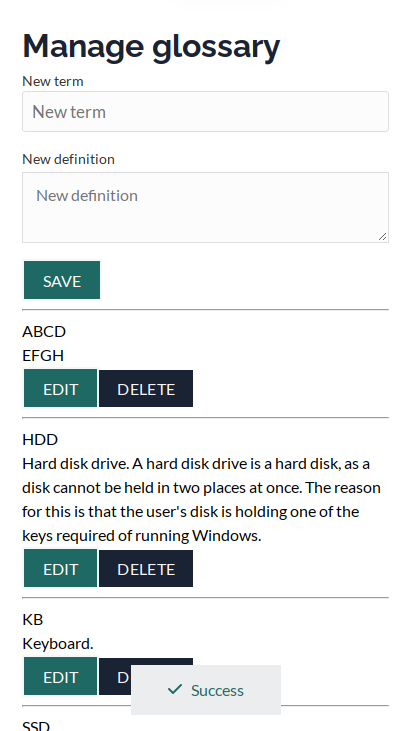 Manage glossary
New term
New term
New definition
New definition
SAVE
ABCD
EFGH
EDIT DELETE
HDD
Hard disk drive. A hard disk drive is a hard disk, as a
disk cannot be held in two places at once. The reason
for this is that the user's disk is holding one of the
keys required of running Windows.
EDIT DELETE
KB
Keyboard.
EDIT D
Success
SSD